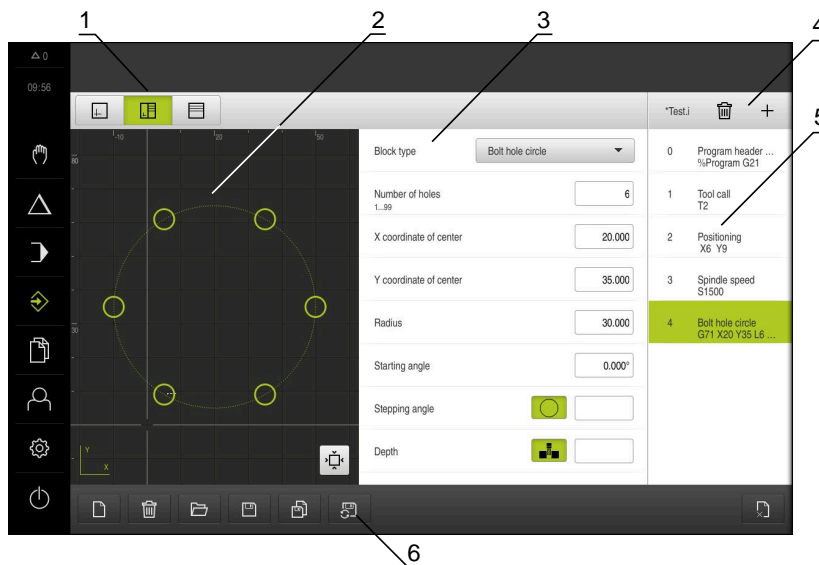 1
2
3
4
5
6
0
09:56
*Test.i
-10
20
50
80
30
Y
X
Block type
Bolt hole circle
Number of holes
1...99
6
X coordinate of center
20.000
Y coordinate of center
35.000
Radius
30.000
Starting angle
0.000°
Stepping angle
Depth
0 Program header ...
%Program G21
1 Tool call
T2
2 Positioning
X6 Y9
3 Spindle speed
S1500
4 Bolt hole circle
G71 X20 Y35 L6 ...